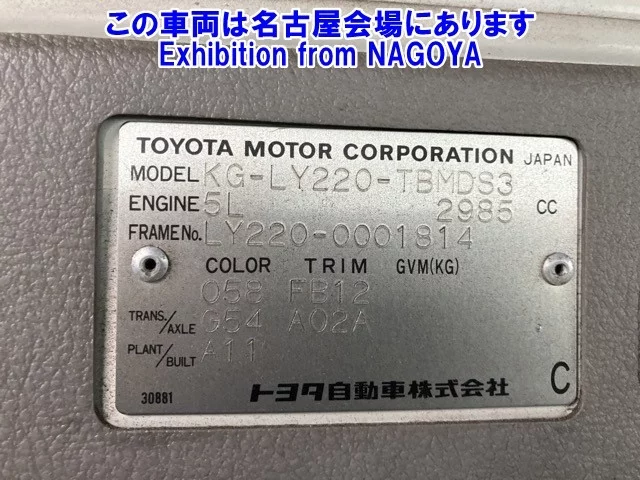 この車両は名古屋会場にあります
Exhibition from NAGOYA
TOYOTA MOTOR CORPORATION JAPAN
MODEL KG-LY220-TBMDS3
ENGINE 5L 2985 CC
FRAME No. LY220-0001814
COLOR TRIM GVM(KG)
058 FB12
TRANS./AXLE G54 A02A
PLANT/BUILT A11
30881 トヨタ自動車株式会社 C